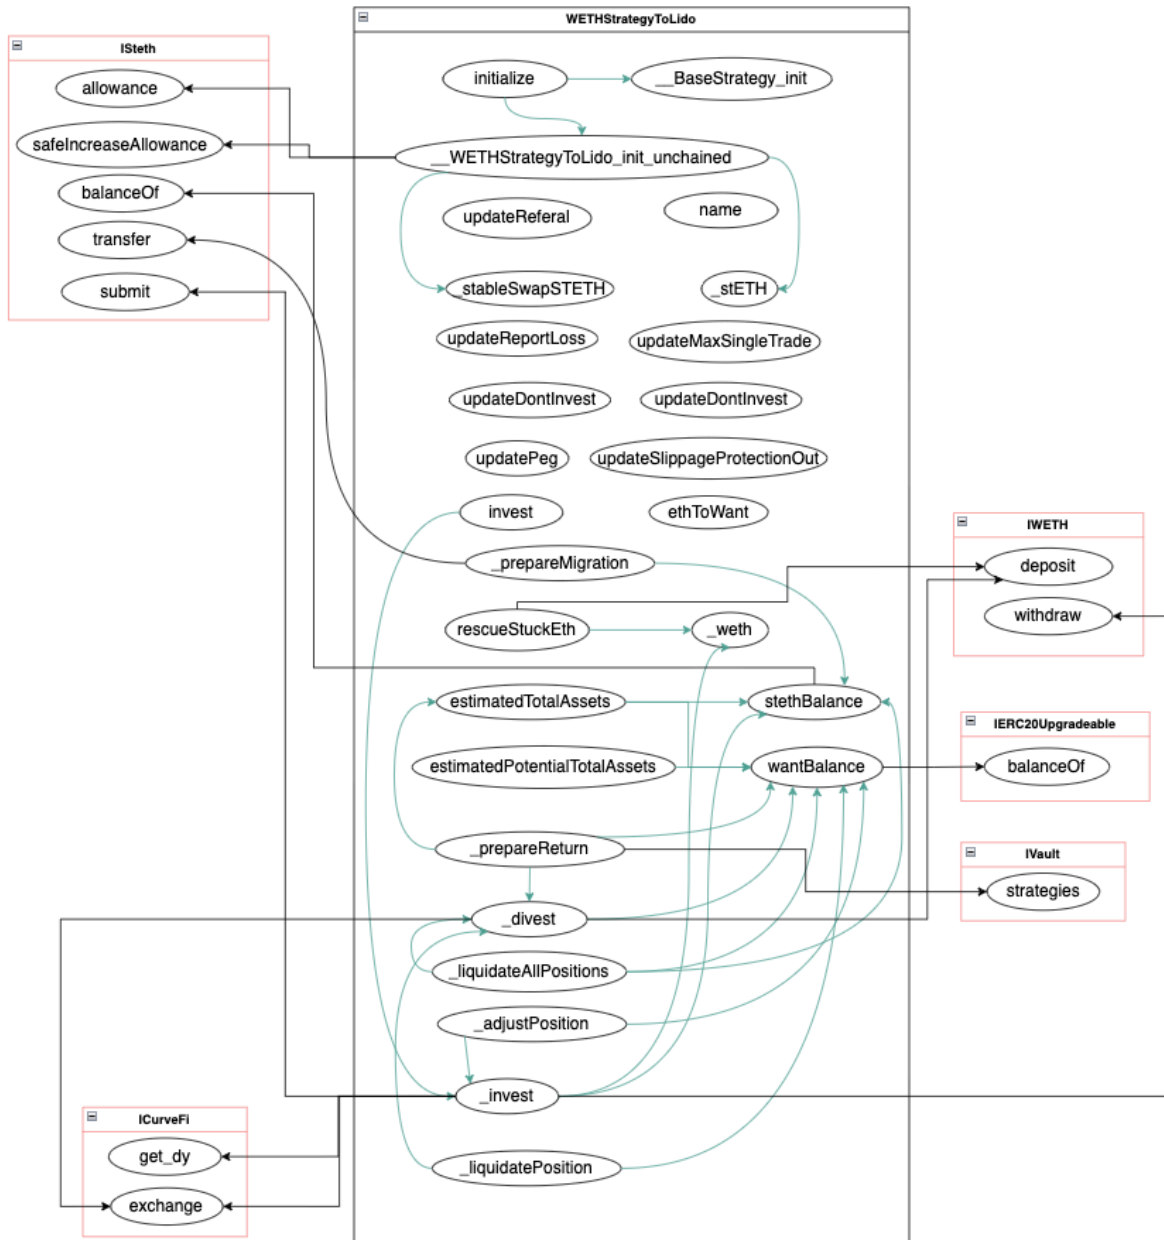 WETHStrategyToLido
ISteth
allowance
safeIncreaseAllowance
balanceOf
transfer
submit
initialize
__BaseStrategy_init
__WETHStrategyToLido_init_unchained
updateReferal
name
_stableSwapSTETH
_stETH
updateReportLoss
updateMaxSingleTrade
updateDontInvest
updateDontInvest
updatePeg
updateSlippageProtectionOut
invest
ethToWant
_prepareMigration
rescueStuckEth
_weth
estimatedTotalAssets
stethBalance
estimatedPotentialTotalAssets
wantBalance
_prepareReturn
_divest
_liquidateAllPositions
_adjustPosition
_invest
_liquidatePosition
IWETH
deposit
withdraw
IERC20Upgradeable
balanceOf
IVault
strategies
ICurveFi
get_dy
exchange